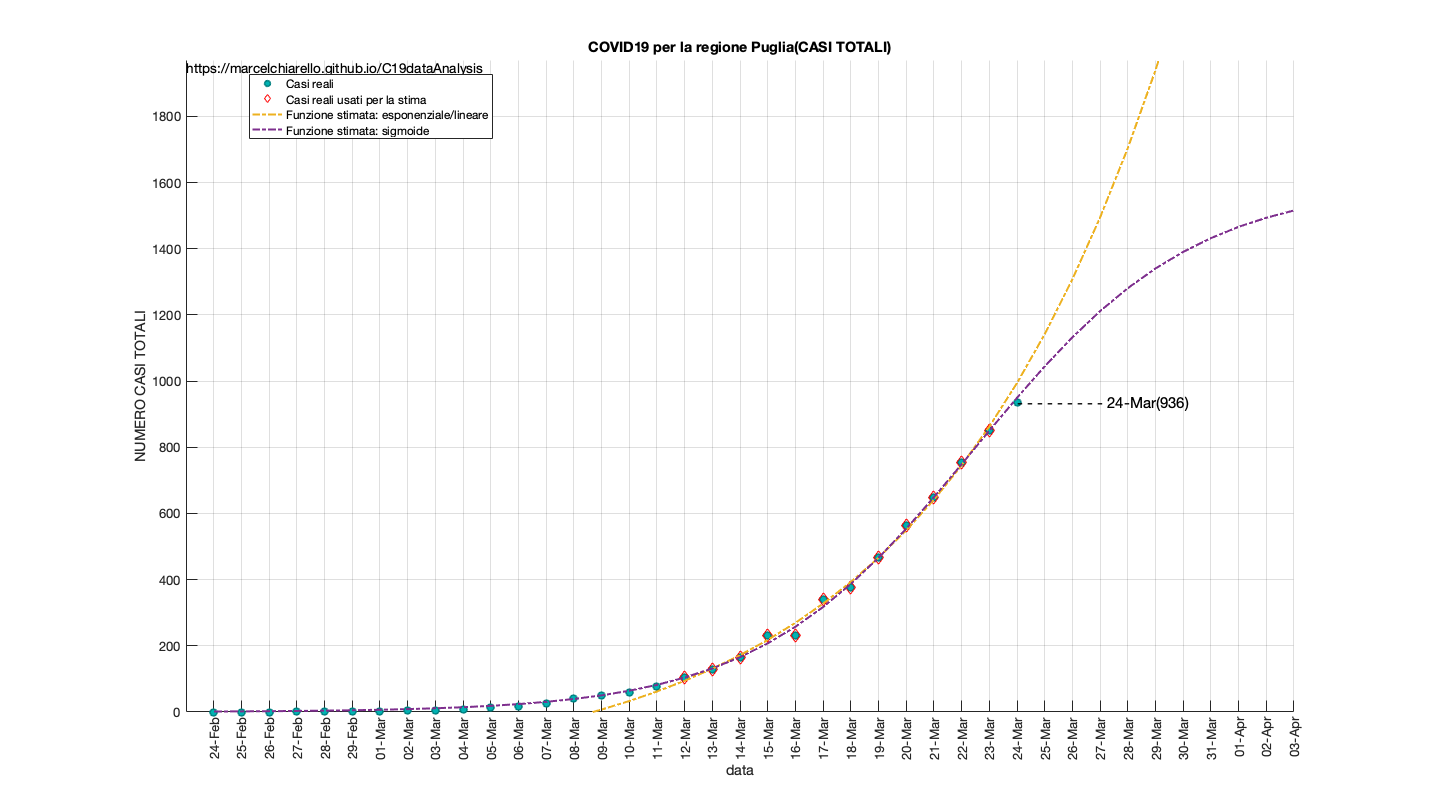 COVID19 per la regione Puglia(CASI TOTALI)
https://marcelchiarello.github.io/C19dataAnalysis
Casi reali
Casi reali usati per la stima
Funzione stimata: esponenziale/lineare
Funzione stimata: sigmoide
NUMERO CASI TOTALI
1800
1600
1400
1200
1000
800
600
400
200
0
24-Mar(936)
24-Feb
25-Feb
26-Feb
27-Feb
28-Feb
29-Feb
01-Mar
02-Mar
03-Mar
04-Mar
05-Mar
06-Mar
07-Mar
08-Mar
09-Mar
10-Mar
11-Mar
12-Mar
13-Mar
14-Mar
15-Mar
16-Mar
17-Mar
18-Mar
19-Mar
20-Mar
21-Mar
22-Mar
23-Mar
24-Mar
25-Mar
26-Mar
27-Mar
28-Mar
29-Mar
30-Mar
31-Mar
01-Apr
02-Apr
03-Apr
data